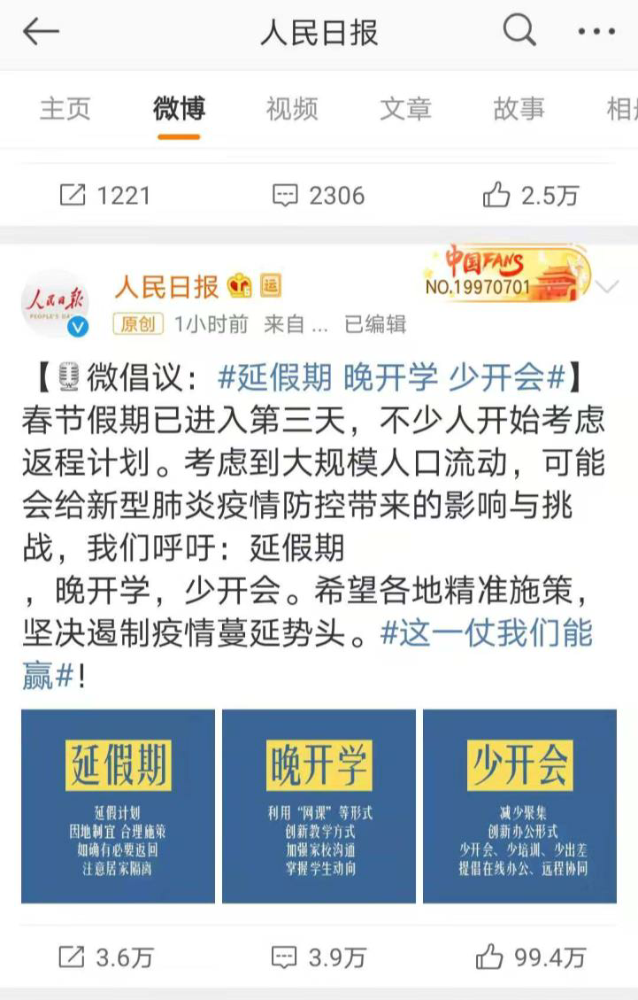 人民日报
主页 微博 视频 文章 故事 相册
1221 2306 2.5万
中国FANS
NO.19970701
人民日报
PEOPLE'S DA
人民日报 运
原创 1小时前 来自 ... 已编辑
【微倡议：#延假期 晚开学 少开会#】
春节假期已进入第三天，不少人开始考虑
返程计划。考虑到大规模人口流动，可能
会给新型肺炎疫情防控带来的影响与挑
战，我们呼吁：延假期
，晚开学，少开会。希望各地精准施策，
坚决遏制疫情蔓延势头。#这一仗我们能
赢#！
延假期
延假计划
因地制宜 合理施策
如确有必要返回
注意居家隔离
晚开学
利用“网课”等形式
创新教学方式
加强家校沟通
掌握学生动向
少开会
减少聚集
创新办公形式
少开会、少培训、少出差
提倡在线办公、远程协同
3.6万 3.9万 99.4万